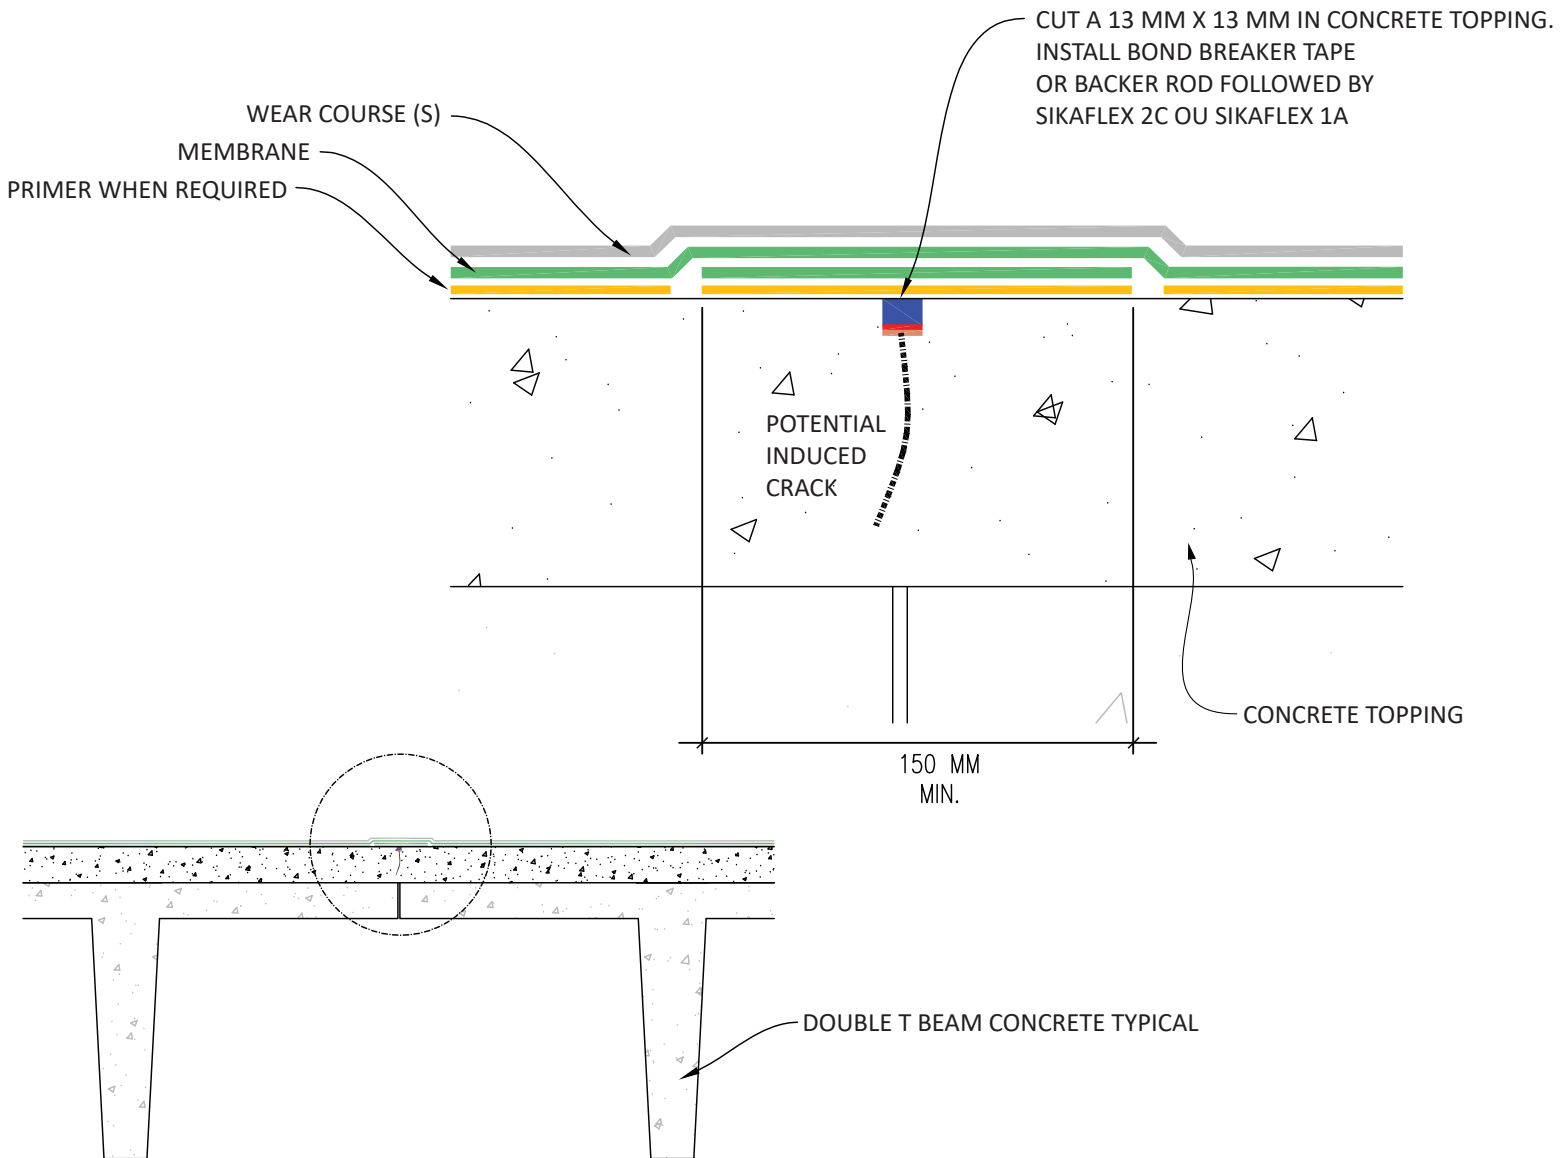 CUT A 13 MM X 13 MM IN CONCRETE TOPPING.
INSTALL BOND BREAKER TAPE
OR BACKER ROD FOLLOWED BY
SIKAFLEX 2C OU SIKAFLEX 1A
WEAR COURSE (S)
MEMBRANE
PRIMER WHEN REQUIRED
POTENTIAL
INDUCED
CRACK
CONCRETE TOPPING
150 MM
MIN.
DOUBLE T BEAM CONCRETE TYPICAL